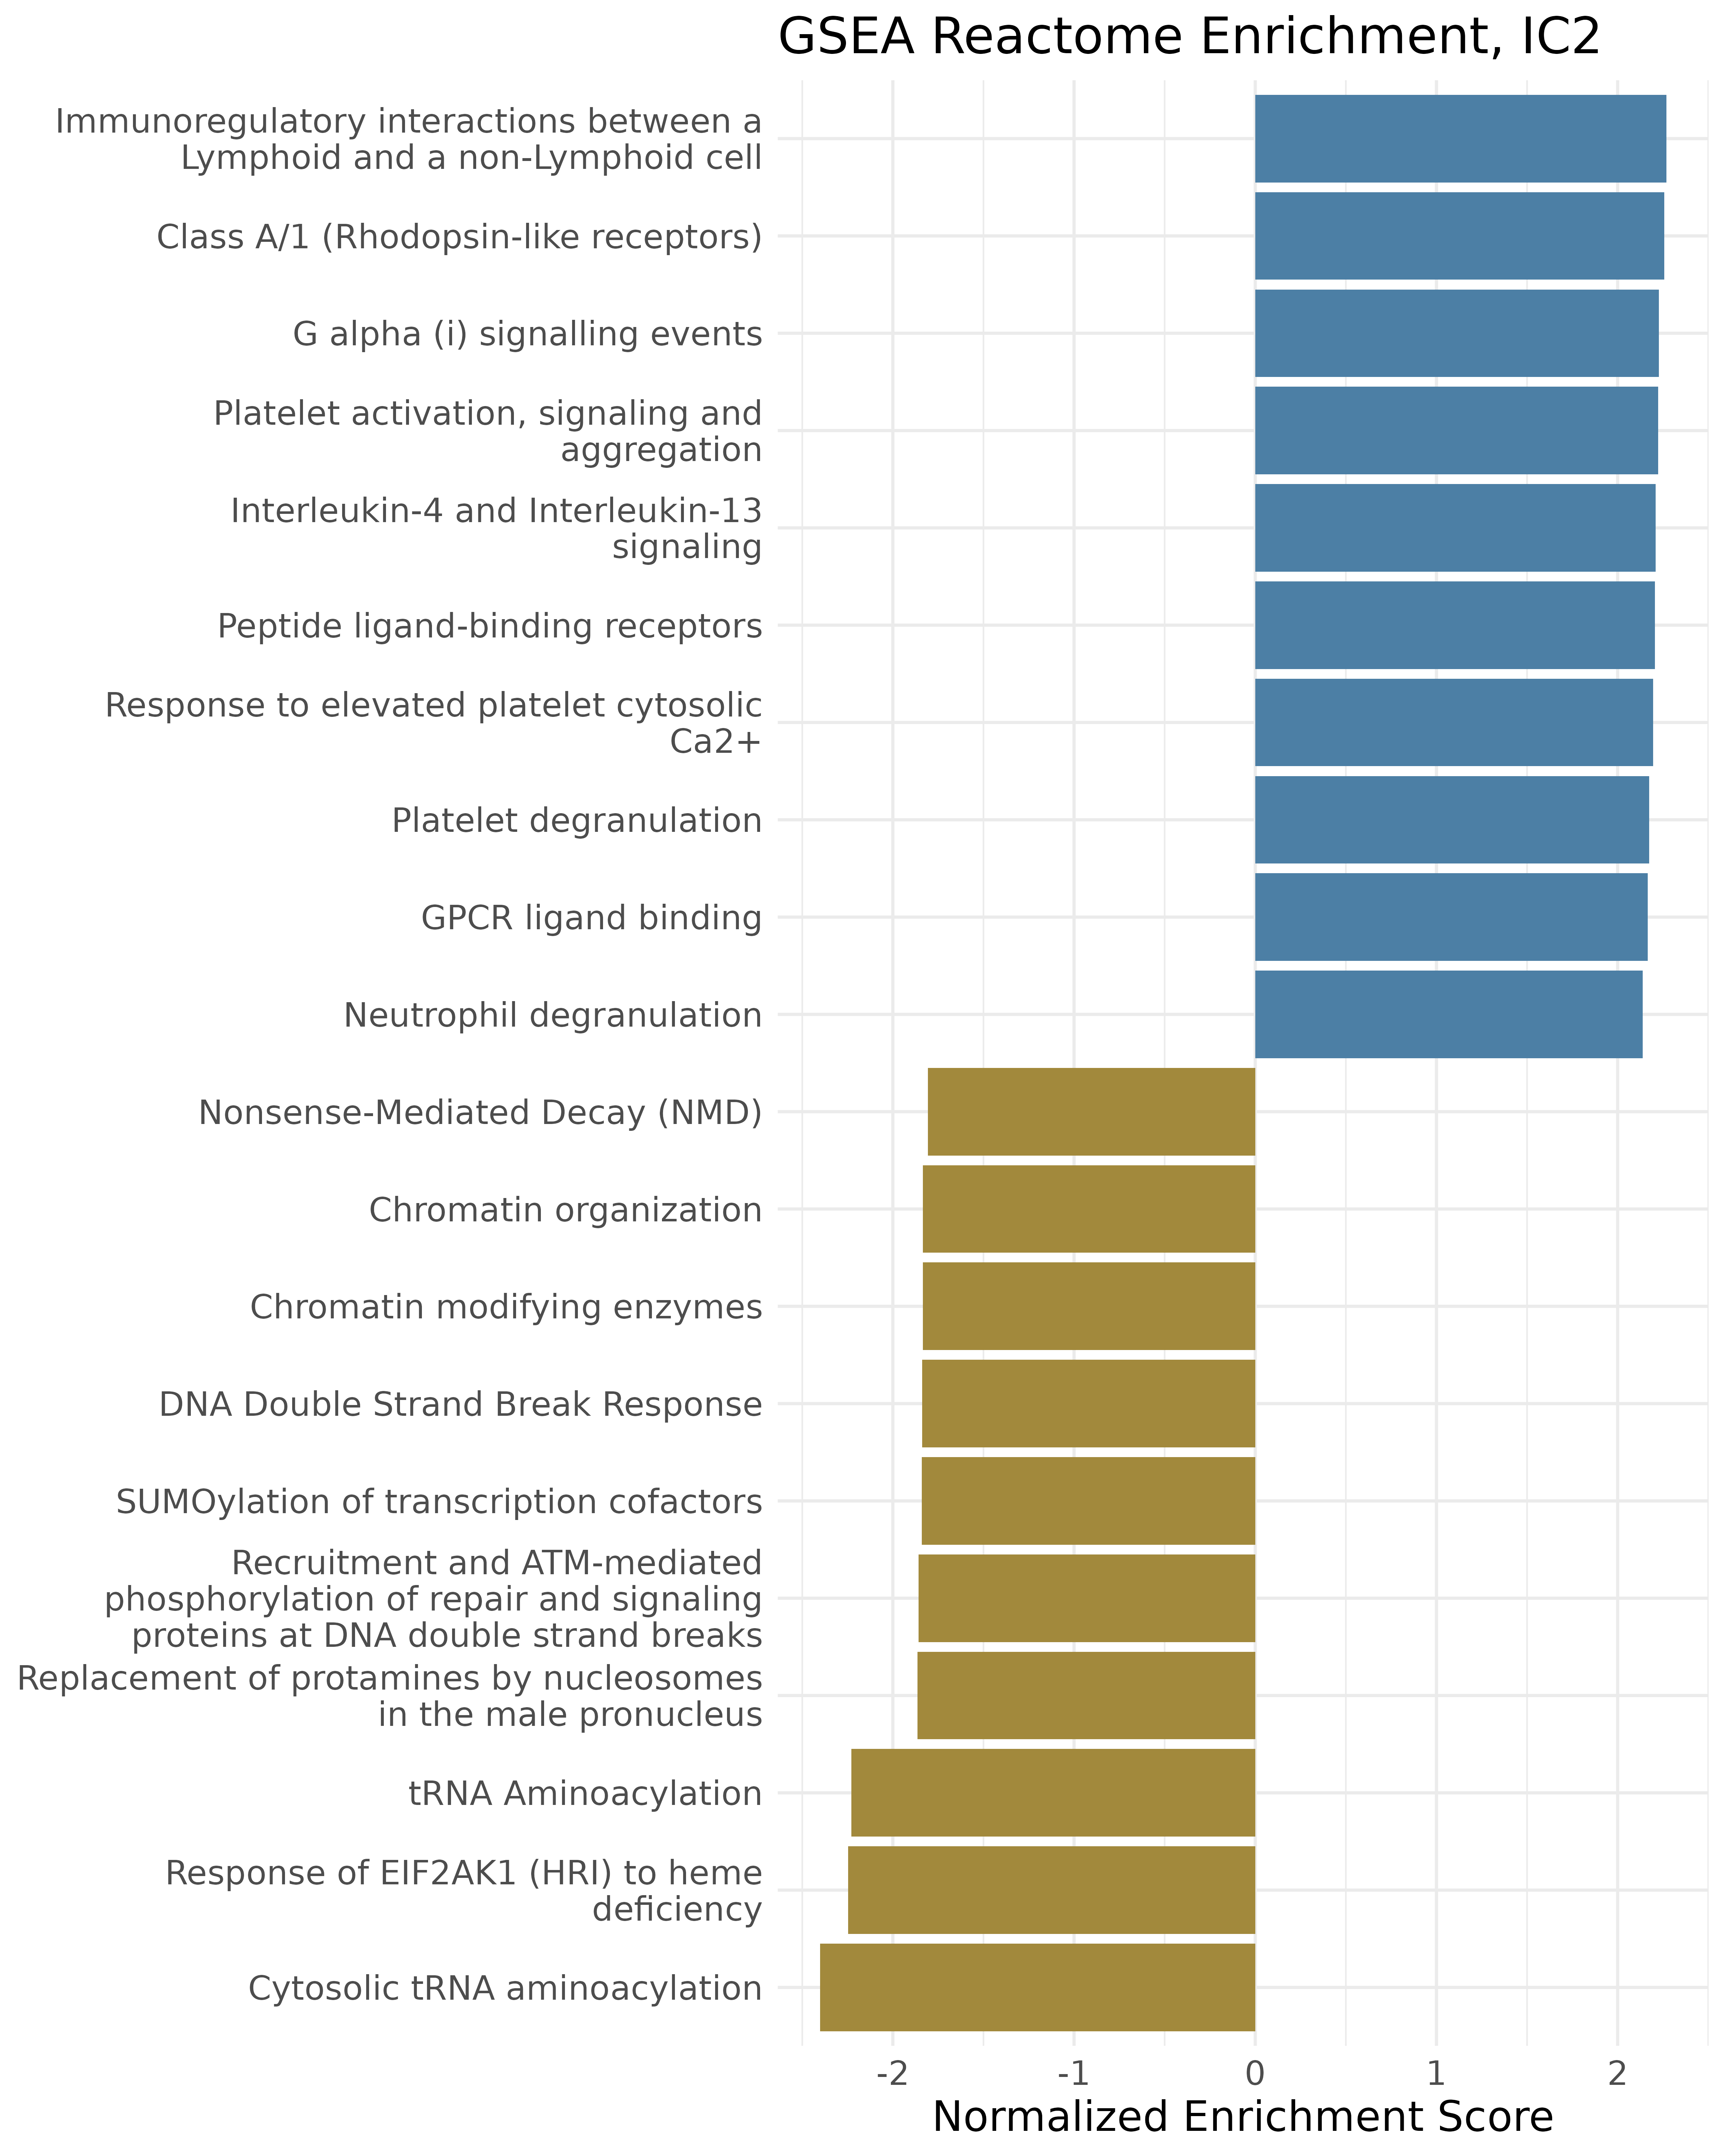 GSEA Reactome Enrichment, IC2
Immunoregulatory interactions between a
Lymphoid and a non-Lymphoid cell
Class A/1 (Rhodopsin-like receptors)
G alpha (i) signalling events
Platelet activation, signaling and
aggregation
Interleukin-4 and Interleukin-13
signaling
Peptide ligand-binding receptors
Response to elevated platelet cytosolic
Ca2+
Platelet degranulation
GPCR ligand binding
Neutrophil degranulation
Nonsense-Mediated Decay (NMD)
Chromatin organization
Chromatin modifying enzymes
DNA Double Strand Break Response
SUMOylation of transcription cofactors
Recruitment and ATM-mediated
phosphorylation of repair and signaling
proteins at DNA double strand breaks
Replacement of protamines by nucleosomes
in the male pronucleus
tRNA Aminoacylation
Response of EIF2AK1 (HRI) to heme
deficiency
Cytosolic tRNA aminoacylation
-2 -1 0 1 2
Normalized Enrichment Score